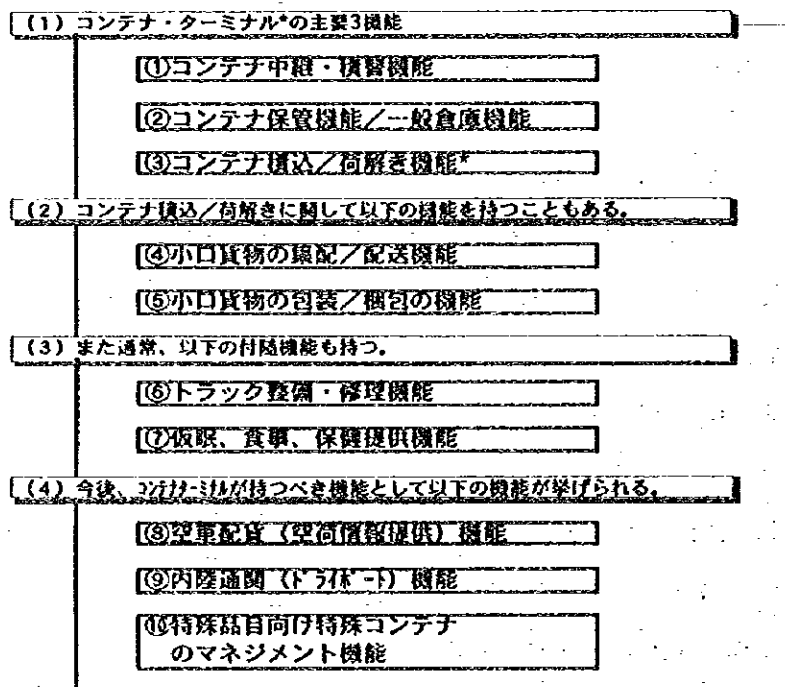 (1) コンテナ・ターミナル*の主要3機能
①コンテナ中継・積替機能
②コンテナ保管機能/一般倉庫機能
③コンテナ積込/荷解き機能*
(2) コンテナ積込/荷解きに関して以下の機能を持つこともある。
④小口貨物の集配/配送機能
⑤小口貨物の包装/梱包の機能
(3) また通常、以下の付随機能も持つ。
⑥トラック整備・修理機能
⑦仮眠、食事、保健提供機能
(4) 今後、コンテナターミナルが持つべき機能として以下の機能が挙げられる。
⑧空車配貨(空荷情報提供)機能
⑨内陸通関(ドライポート)機能
⑩特殊品目向け特殊コンテナ
のマネジメント機能